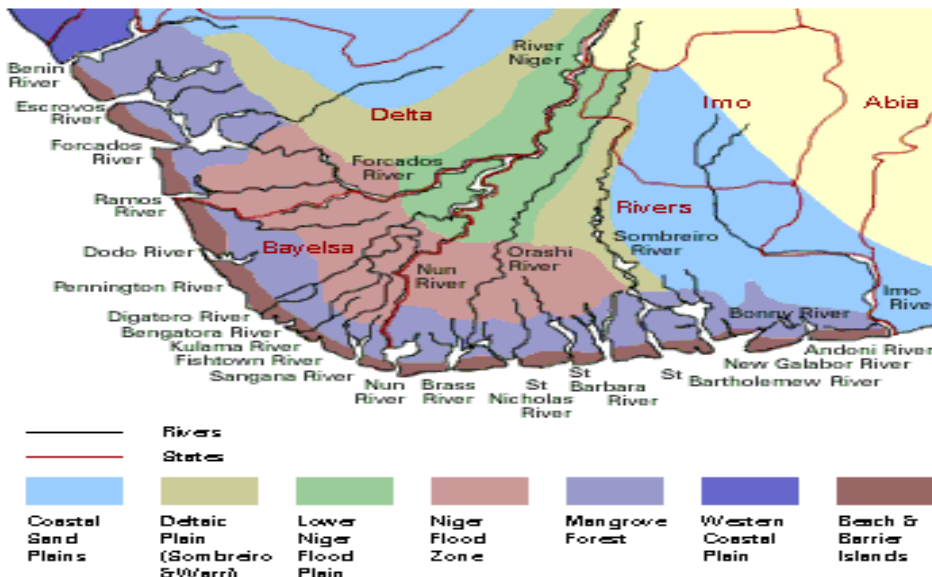 River
Niger
Benin
River
Escrovos
River
Delta
Imo
Abia
Forcados
River
Forcados
River
Ramos
River
Rivers
Sombreiro
River
Dodo River
Bayelsa
Orashi
River
Nun
River
Pennington River
Imo
River
Digatoro River
Bengatora River
Kulama River
Fishtown River
Sangana River
Bonny River
Andoni River
New Galabor River
Nun
River
Brass
River
St
Nicholas
River
St
Barbara
River
St
Bartholemew River
Rivers
States
Coastal
Sand
Plains
Deltaic
Plain
(Sombreiro
&Warri)
Lower
Niger
Flood
Plain
Niger
Flood
Zone
Mangrove
Forest
Western
Coastal
Plain
Beach &
Barrier
Islands